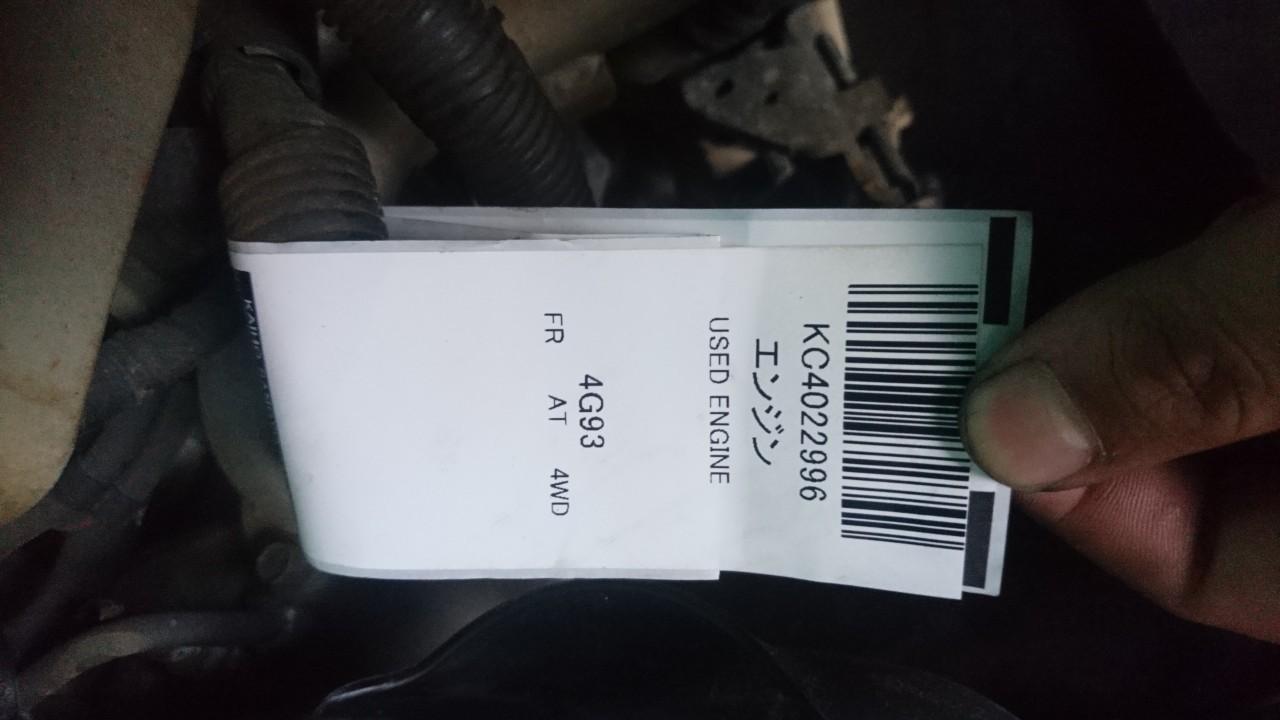 KC4022996
エンジン
USED ENGINE
4G93
FR AT 4WD